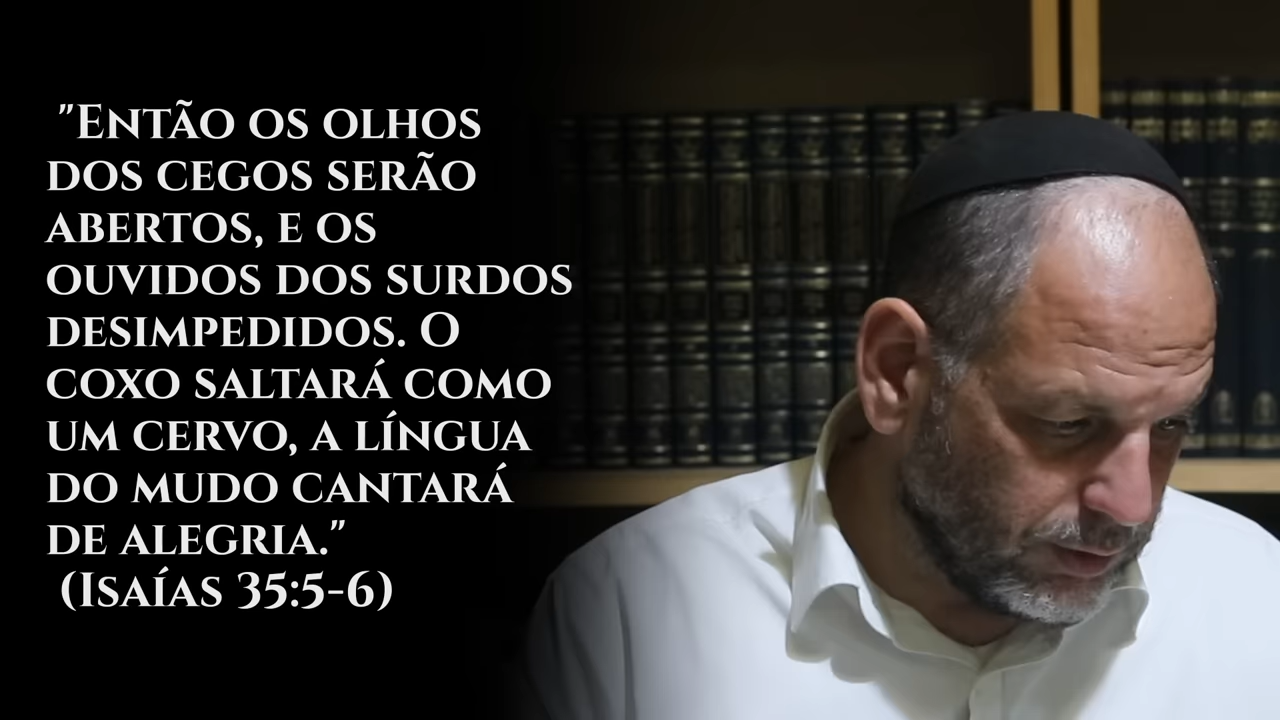 "Então os olhos
dos cegos serão
abertos, e os
ouvidos dos surdos
desimpedidos. O
coxo saltará como
um cervo, a língua
do mudo cantará
de alegria."
(Isaías 35:5-6)